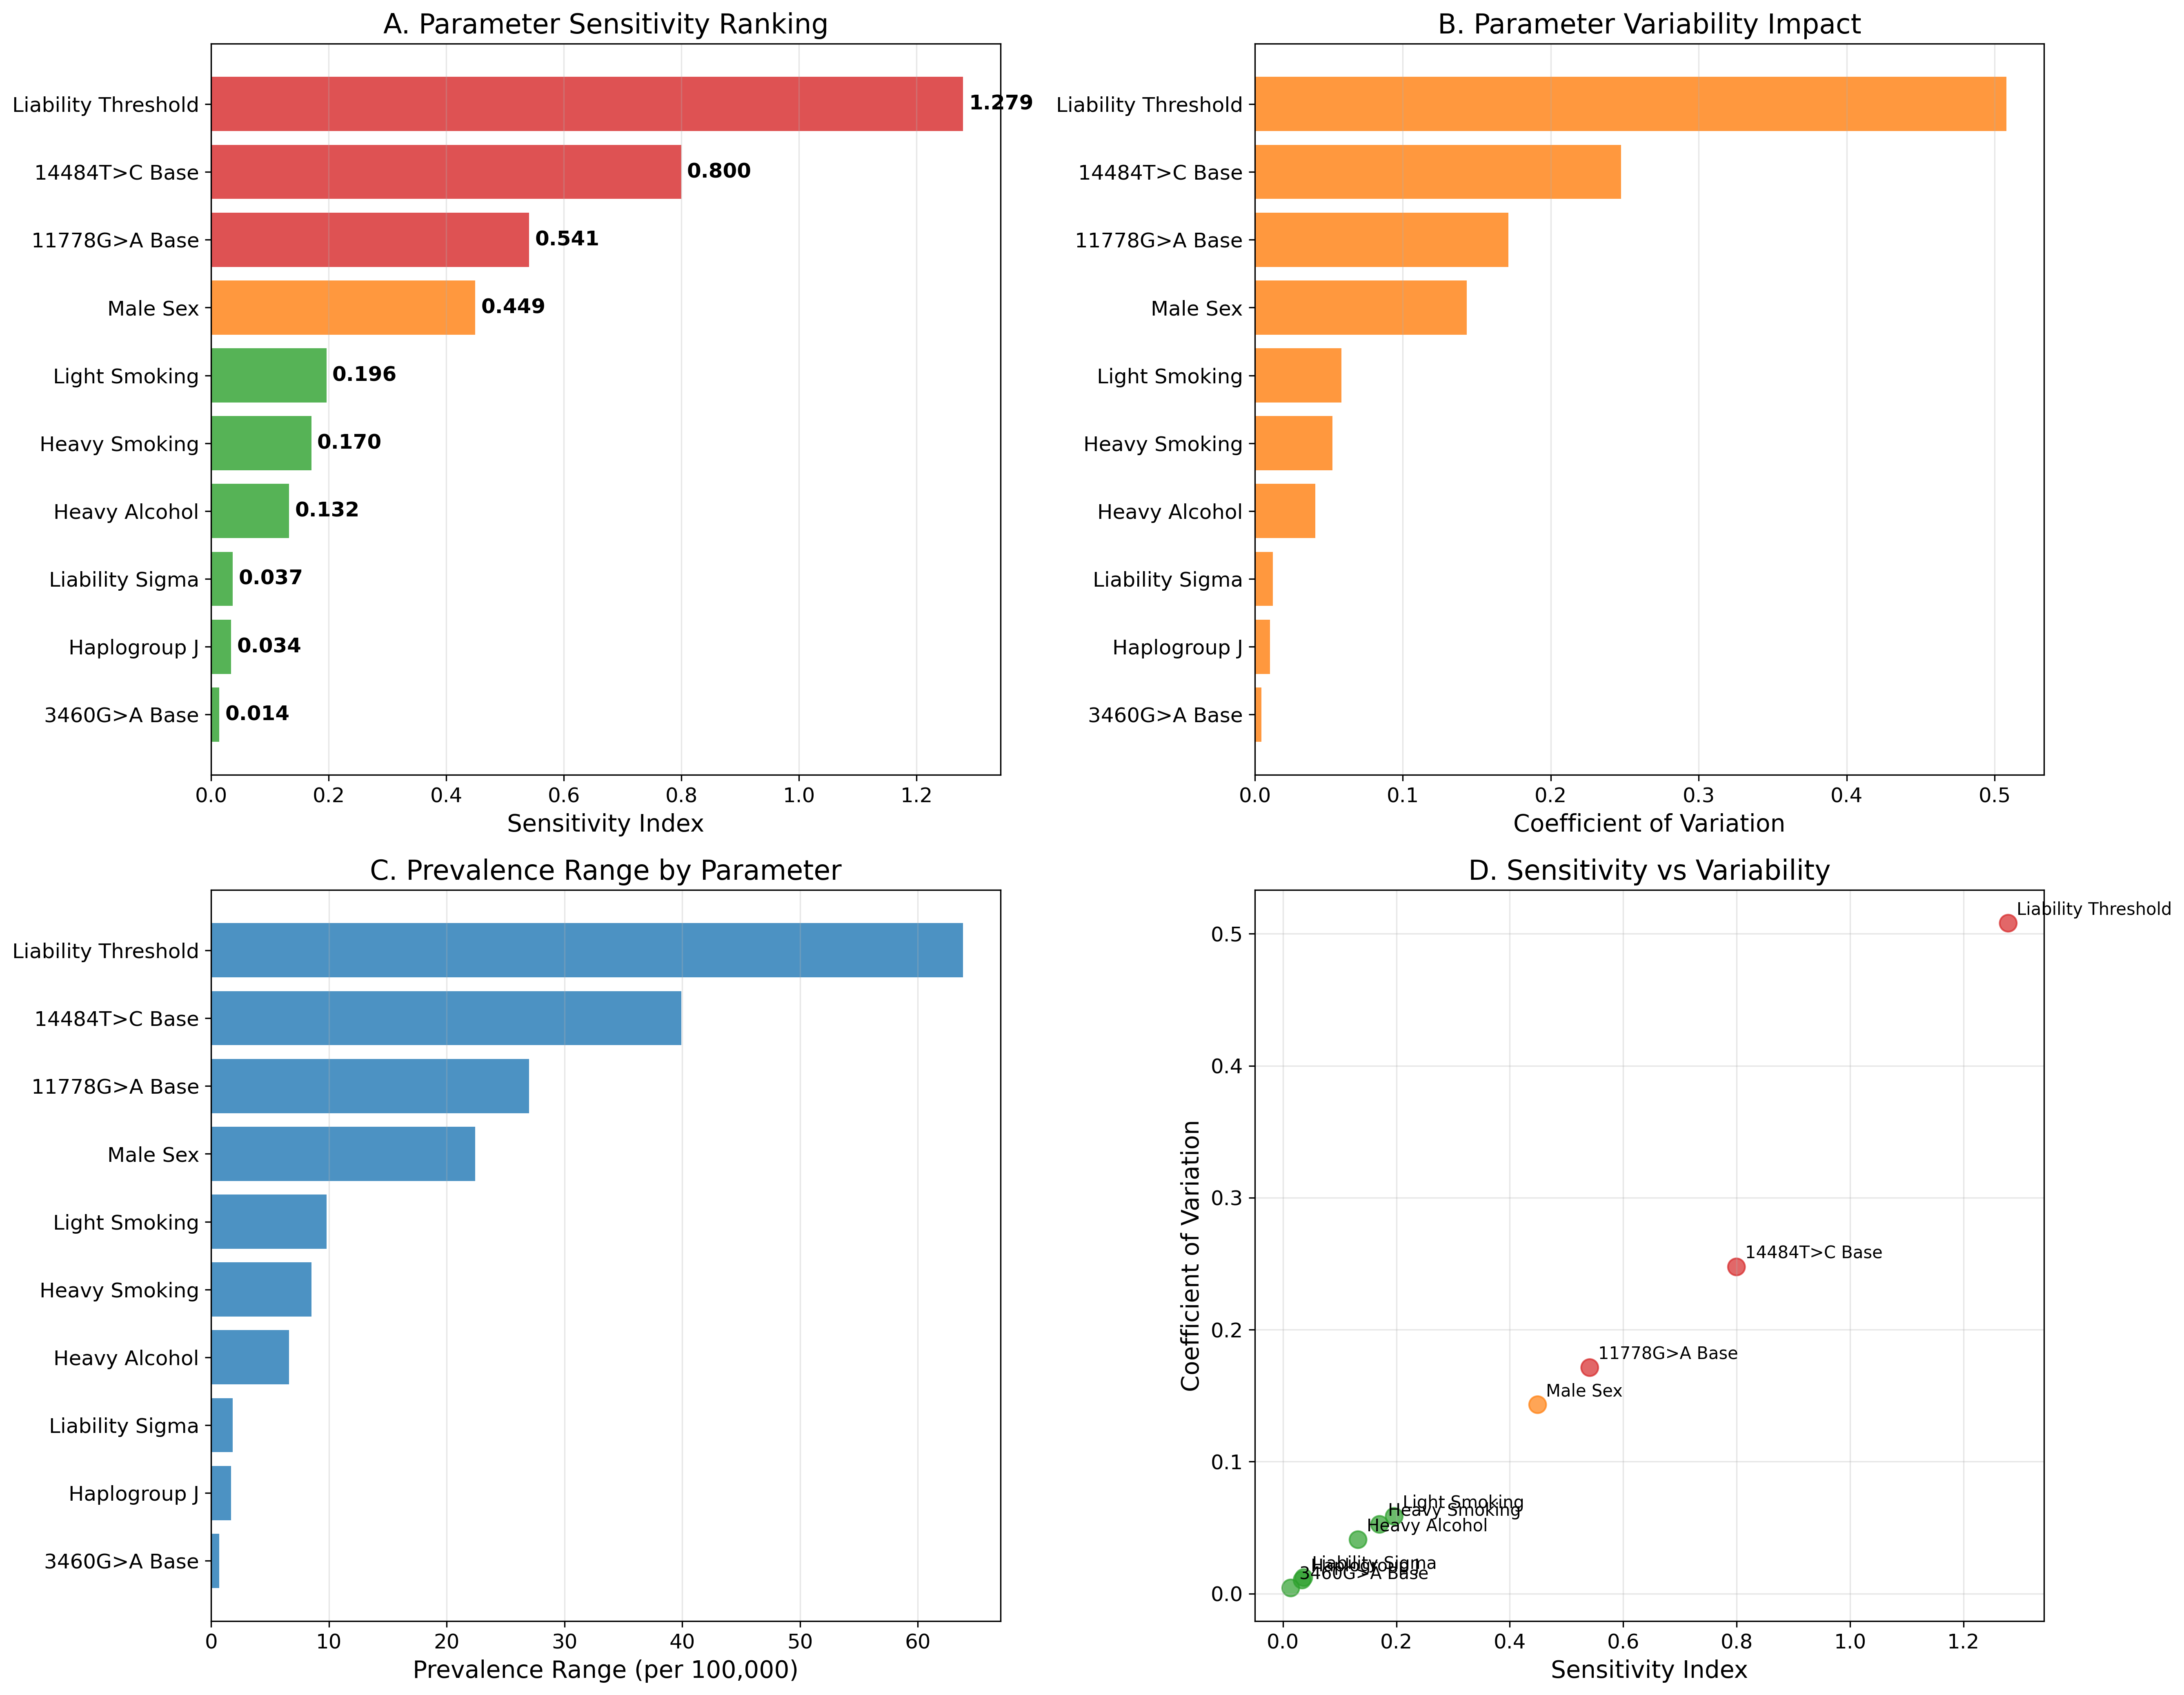 A. Parameter Sensitivity Ranking
Liability Threshold
1.279
14484T>C Base
0.800
11778G>A Base
0.541
Male Sex
0.449
Light Smoking
0.196
Heavy Smoking
0.170
Heavy Alcohol
0.132
Liability Sigma
0.037
Haplogroup J
0.034
3460G>A Base
0.014
0.0 0.2 0.4 0.6 0.8 1.0 1.2
Sensitivity Index
B. Parameter Variability Impact
Liability Threshold
14484T>C Base
11778G>A Base
Male Sex
Light Smoking
Heavy Smoking
Heavy Alcohol
Liability Sigma
Haplogroup J
3460G>A Base
0.0 0.1 0.2 0.3 0.4 0.5
Coefficient of Variation
C. Prevalence Range by Parameter
Liability Threshold
14484T>C Base
11778G>A Base
Male Sex
Light Smoking
Heavy Smoking
Heavy Alcohol
Liability Sigma
Haplogroup J
3460G>A Base
0 10 20 30 40 50 60
Prevalence Range (per 100,000)
D. Sensitivity vs Variability
Coefficient of Variation
0.5
0.4
0.3
0.2
0.1
0.0
Liability Threshold
14484T>C Base
11778G>A Base
Male Sex
Light Smoking
Heavy Smoking
Heavy Alcohol
Liability Sigma
Haplogroup J
3460G>A Base
0.0 0.2 0.4 0.6 0.8 1.0 1.2
Sensitivity Index